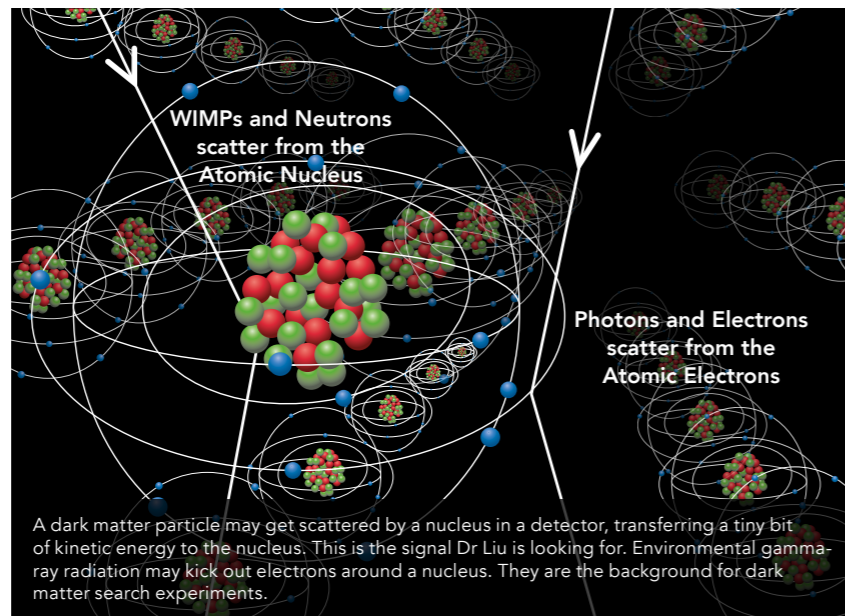 WIMPs and Neutrons
scatter from the
Atomic Nucleus
Photons and Electrons
scatter from the
Atomic Electrons
A dark matter particle may get scattered by a nucleus in a detector, transferring a tiny bit
of kinetic energy to the nucleus. This is the signal Dr Liu is looking for. Environmental gamma-
ray radiation may kick out electrons around a nucleus. They are the background for dark
matter search experiments.